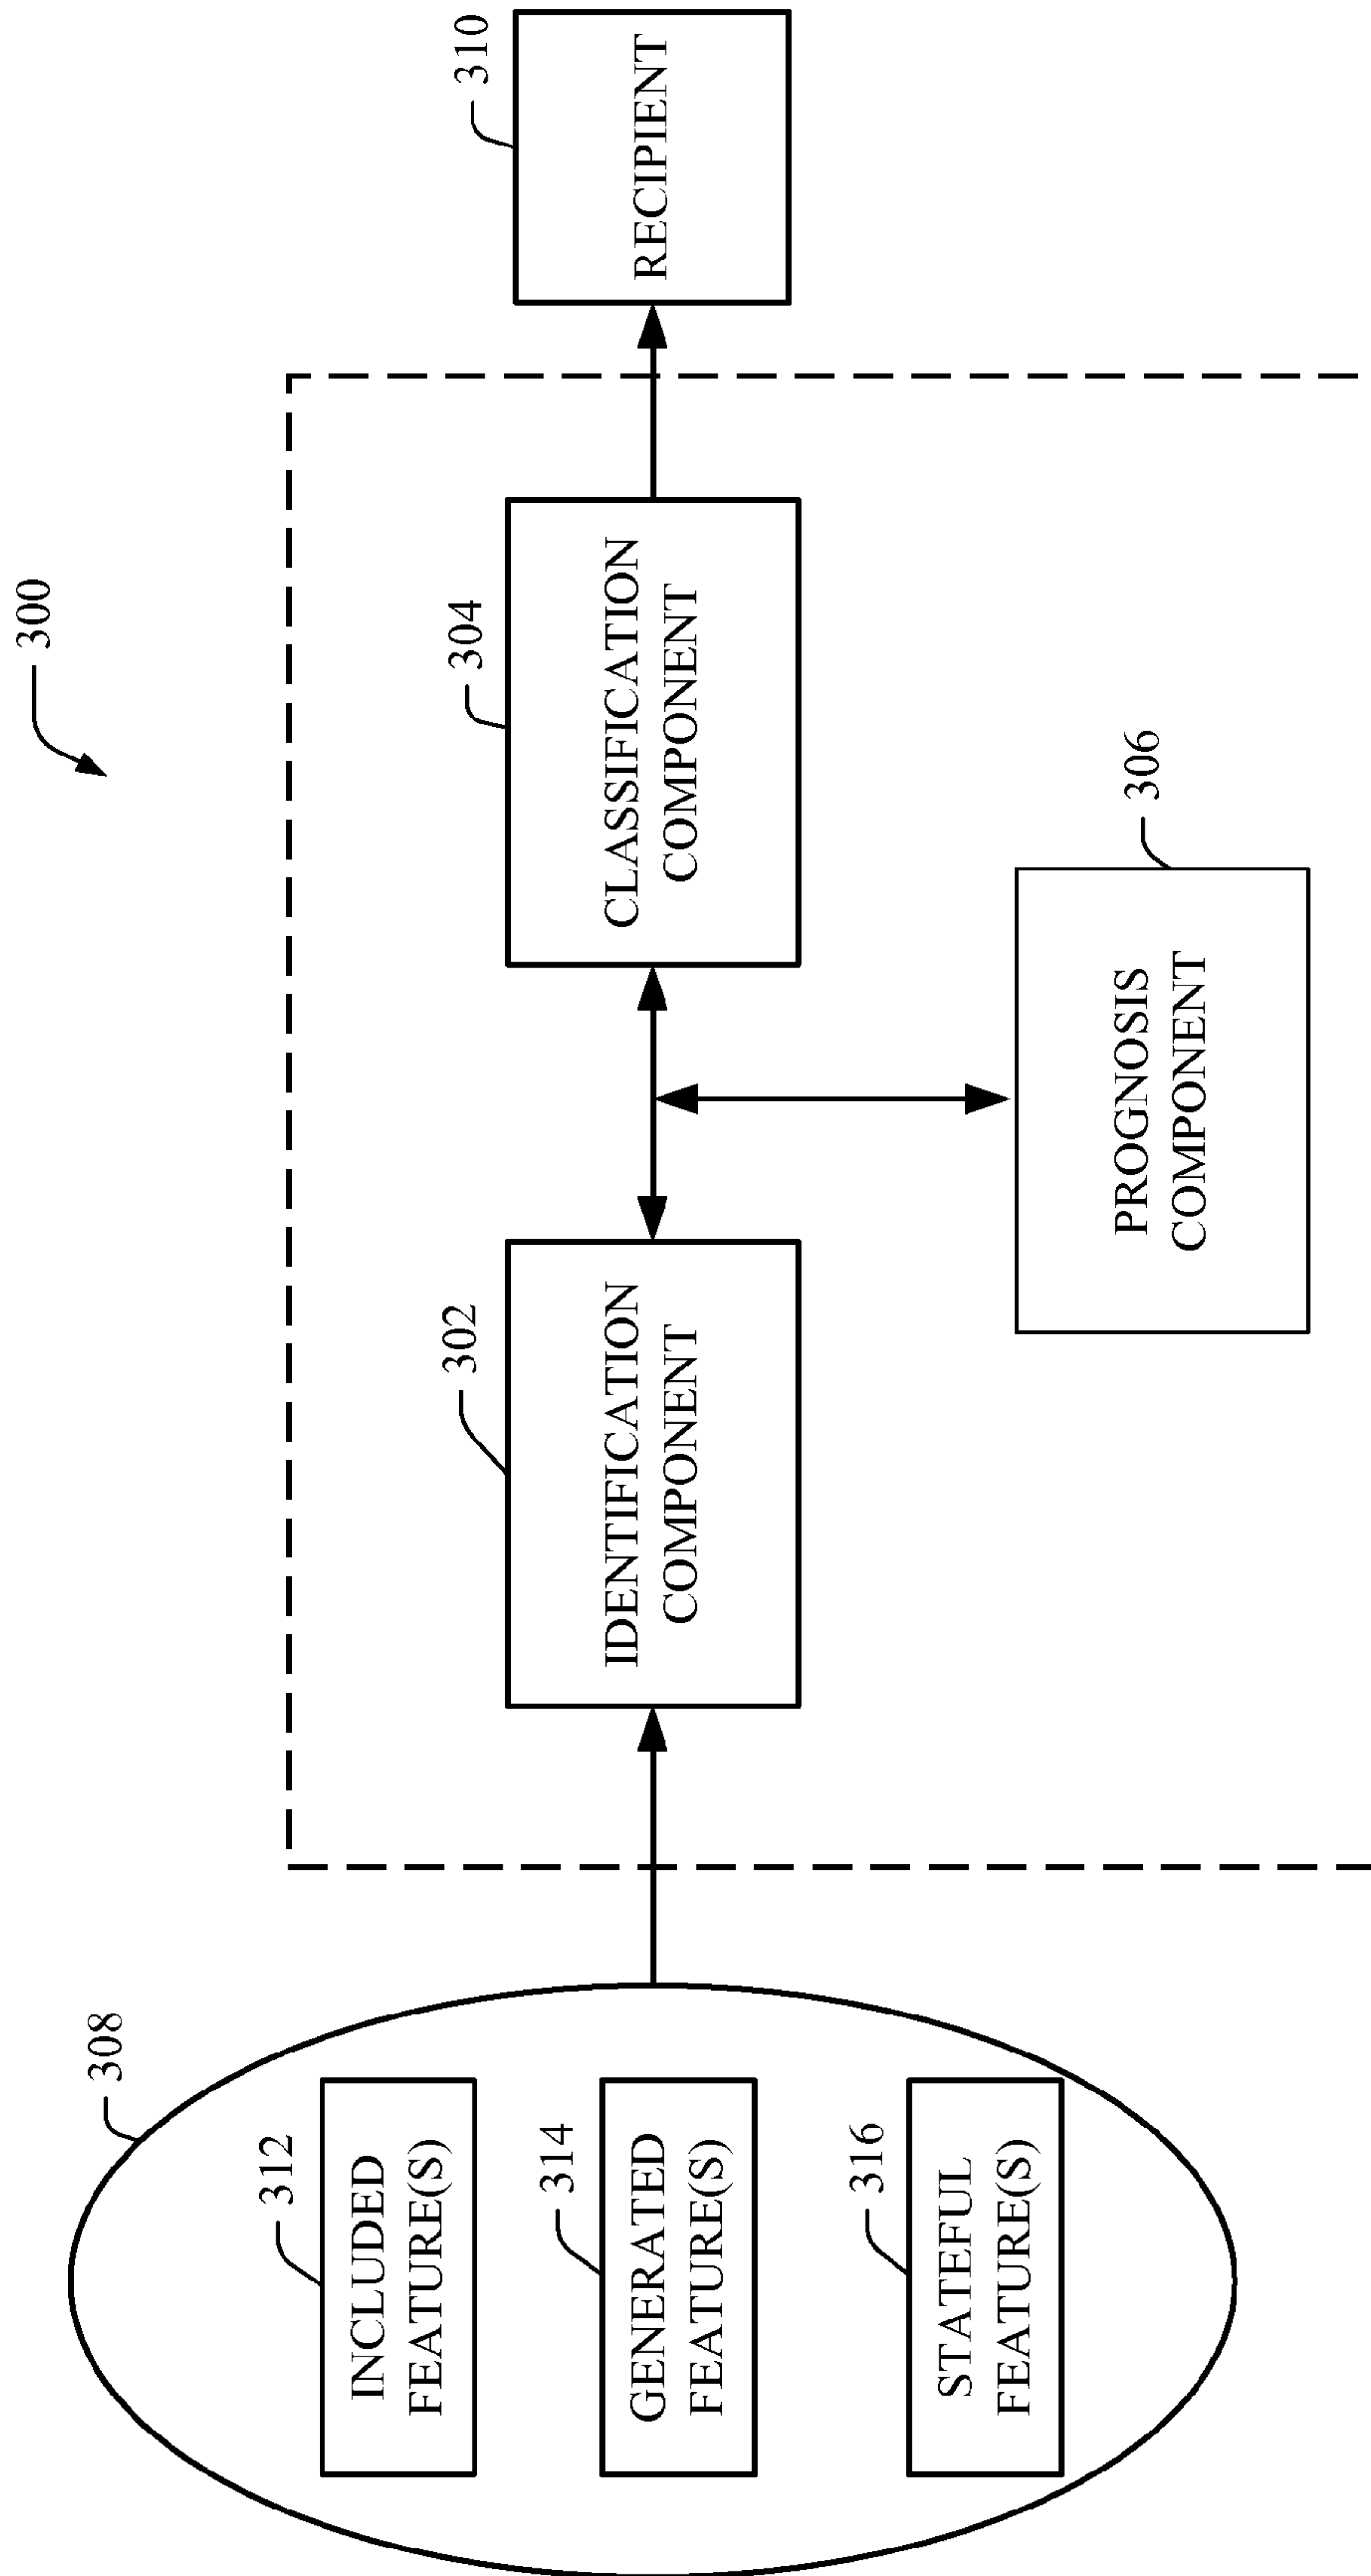 300
308
312
INCLUDED
FEATURE(S)
314
GENERATED
FEATURE(S)
316
STATEFUL
FEATURE(S)
302
IDENTIFICATION
COMPONENT
304
CLASSIFICATION
COMPONENT
306
PROGNOSIS
COMPONENT
310
RECIPIENT